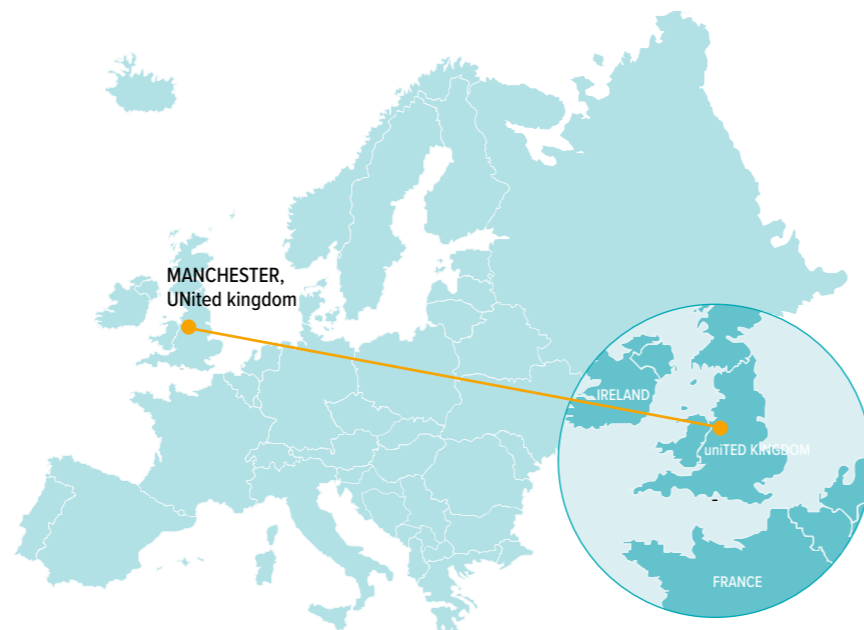 MANCHESTER,
UNited kingdom
IRELAND
uniTED KINGDOM
-
FRANCE